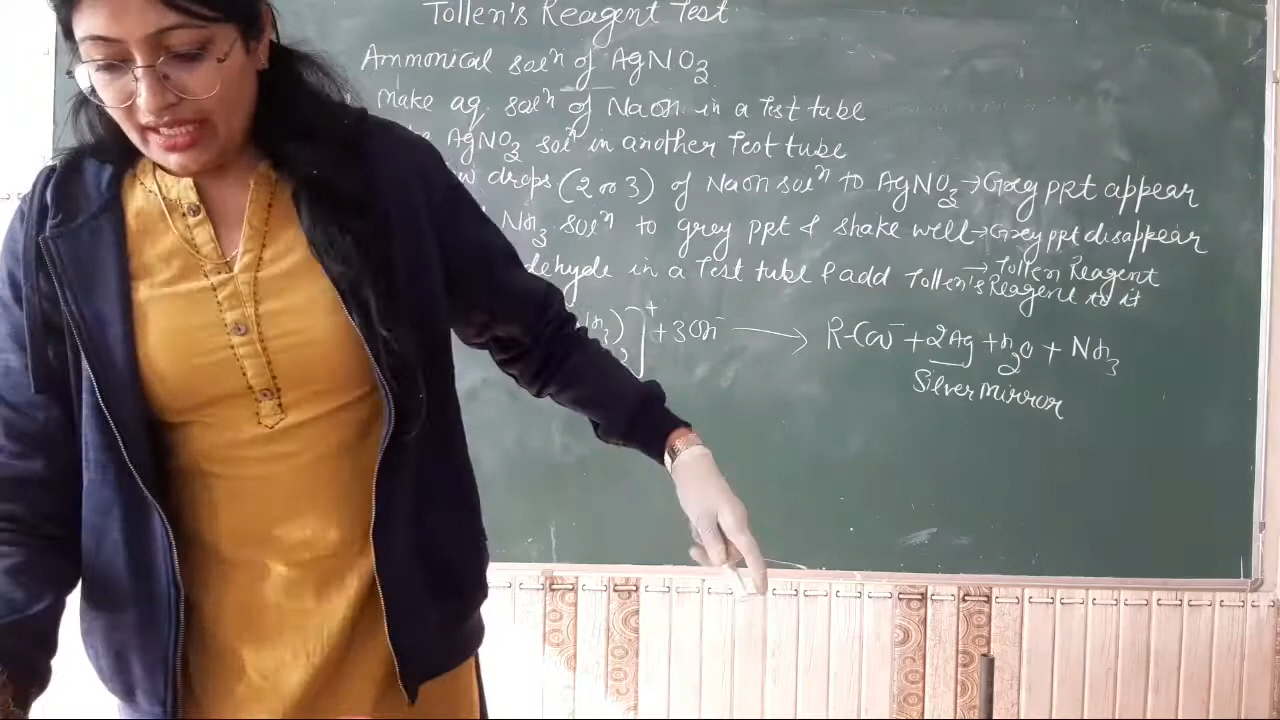 Tollen's Reagent Test
Ammonical solⁿ of AgNO₃
Make aq. solⁿ of NaOH in a Test tube
AgNO₃ solⁿ in another Test tube
drops (2 or 3) of NaOH solⁿ to AgNO₃ → Grey ppt appear
NH₃ solⁿ to grey ppt & shake well → Grey ppt disappear
→ Tollen Reagent
dehyde in a Test tube & add Tollen's Reagent to it
]⁺ + 3OH⁻ → R-COO⁻ + 2Ag + H₂O + NH₃
Silver mirror